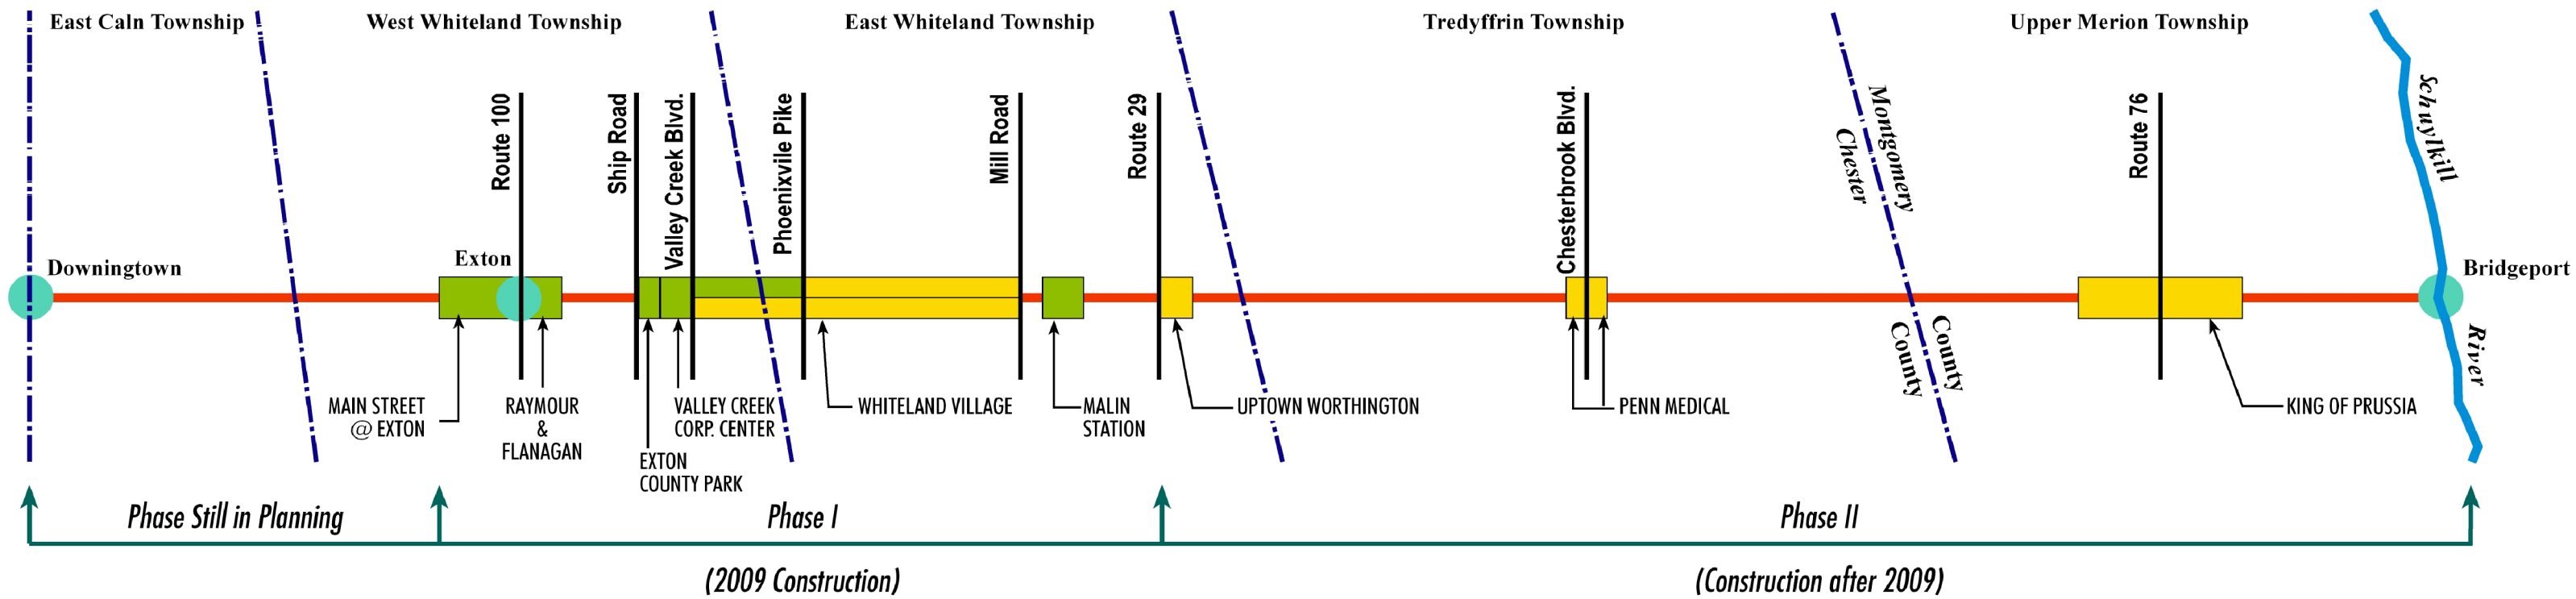 East Caln Township
West Whiteland Township
East Whiteland Township
Tredyffrin Township
Upper Merion Township
Route 100
Ship Road
Valley Creek Blvd.
Phoenixvile Pike
Mill Road
Route 29
Chesterbrook Blvd.
Montgomery
Chester
County
County
Route 76
Schuylkill
River
Downingtown
Exton
Bridgeport
MAIN STREET
@ EXTON
RAYMOUR
&
FLANAGAN
EXTON
COUNTY PARK
VALLEY CREEK
CORP. CENTER
WHITELAND VILLAGE
MALIN
STATION
UPTOWN WORTHINGTON
PENN MEDICAL
KING OF PRUSSIA
Phase Still in Planning
Phase I
Phase II
(2009 Construction)
(Construction after 2009)